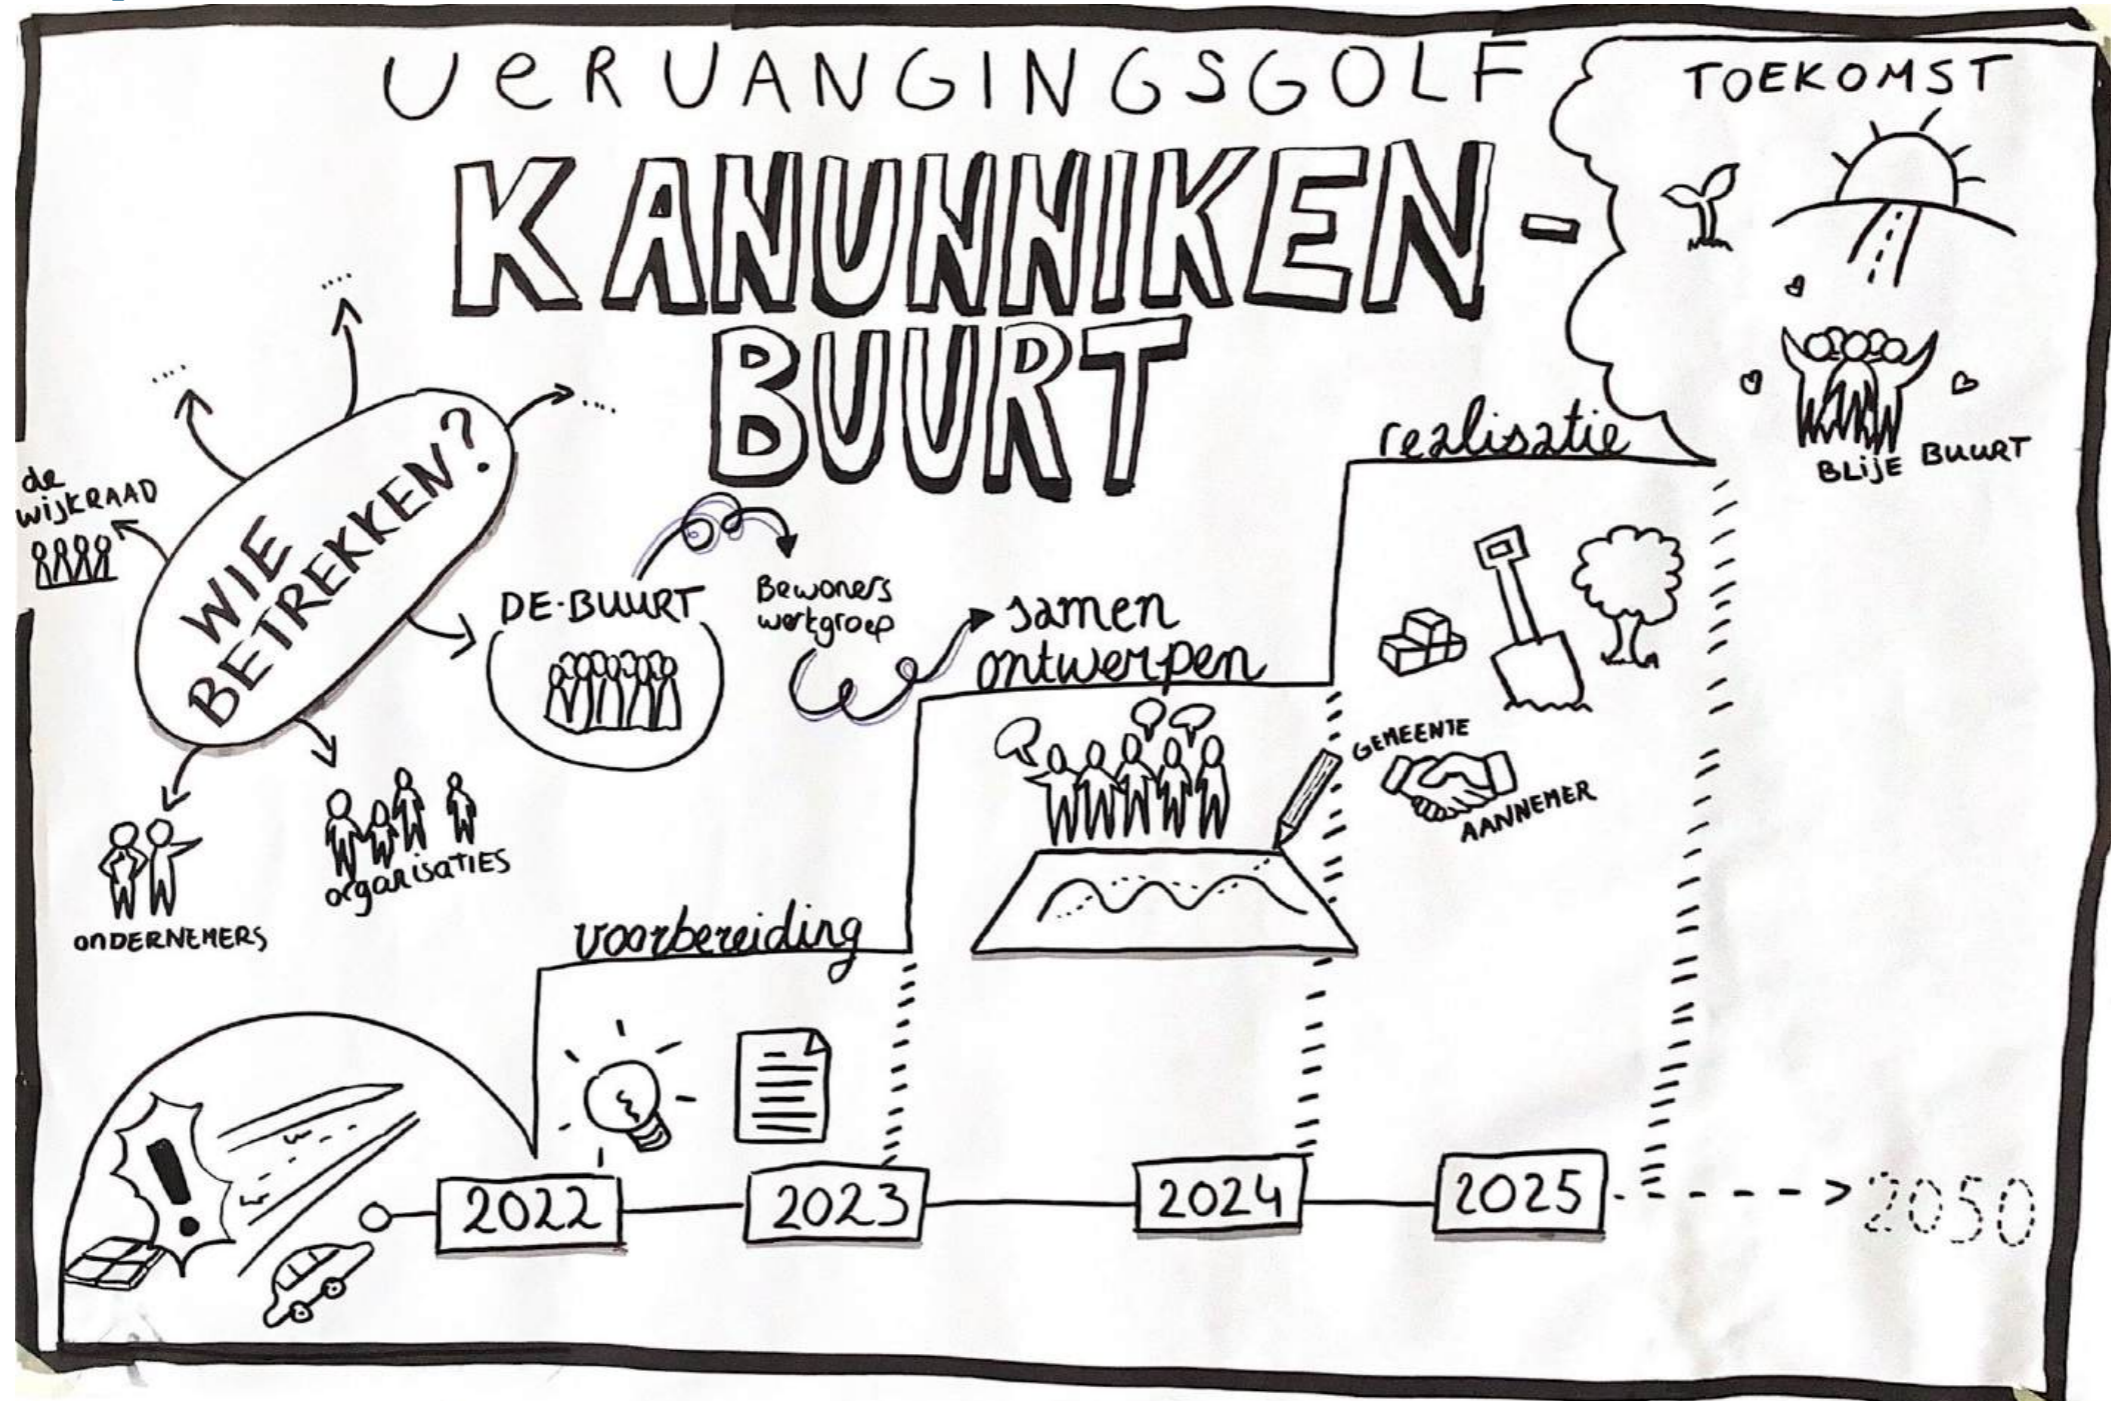 VeRVANGINGSGOLF
KANUNNIKEN-
BUURT
TOEKOMST
BLIJE BUURT
....
....
....
WIE
BETREKKEN?
de
WIJKRAAD
DE·BUURT
Bewoners
werkgroep
organisaties
onDERNEMERS
voorbereiding
samen
ontwerpen
realisatie
GEMEENTE
AANNEMER
!
2022
2023
2024
2025
2050